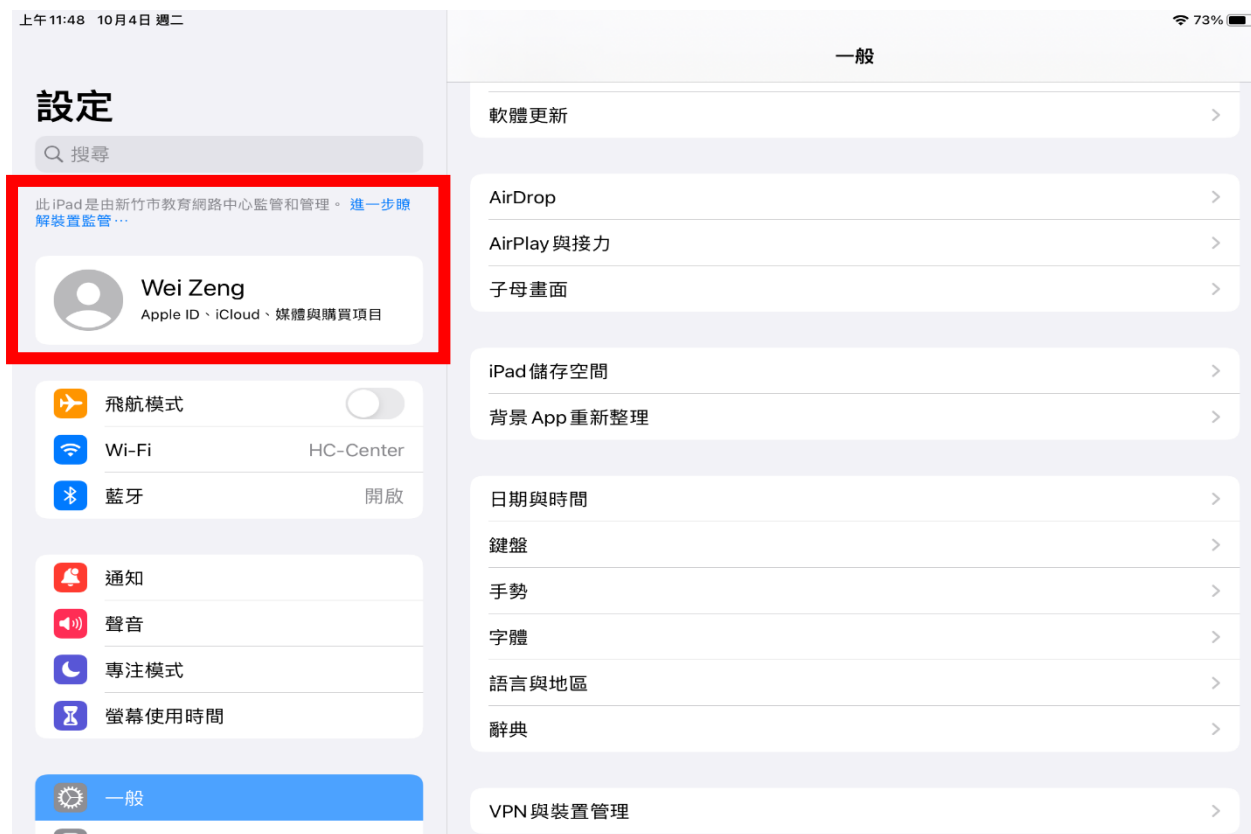 上午11:48 10月4日 週二
73%
設定
搜尋
此iPad是由新竹市教育網路中心監管和管理。進一步瞭
解裝置監管⋯
Wei Zeng
Apple ID、iCloud、媒體與購買項目
飛航模式
Wi-Fi HC-Center
藍牙 開啟
通知
聲音
專注模式
螢幕使用時間
一般
一般
軟體更新
AirDrop
AirPlay與接力
子母畫面
iPad儲存空間
背景App重新整理
日期與時間
鍵盤
手勢
字體
語言與地區
辭典
VPN與裝置管理